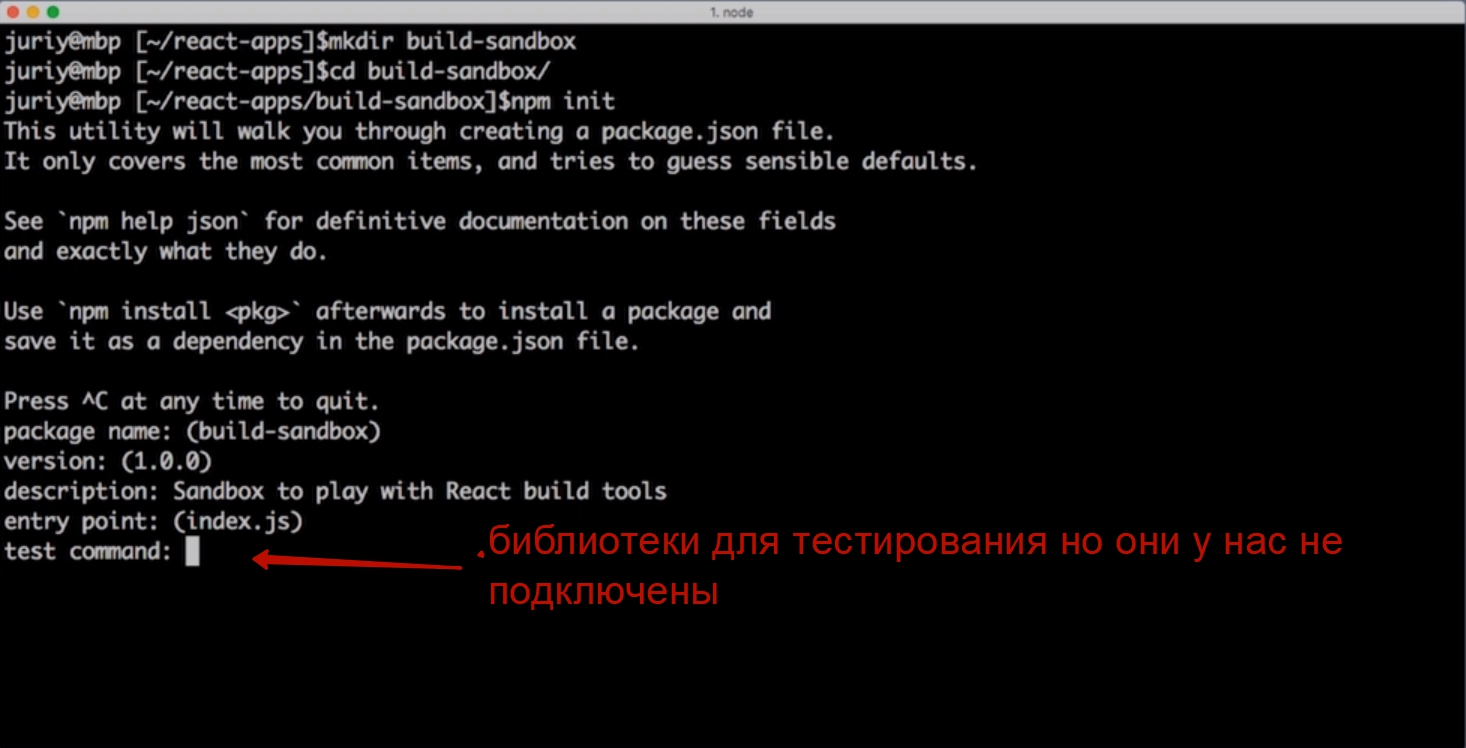 1. node
juriy@mbp [~/react-apps]$mkdir build-sandbox
juriy@mbp [~/react-apps]$cd build-sandbox/
juriy@mbp [~/react-apps/build-sandbox]$npm init
This utility will walk you through creating a package.json file.
It only covers the most common items, and tries to guess sensible defaults.
See `npm help json` for definitive documentation on these fields
and exactly what they do.
Use `npm install <pkg>` afterwards to install a package and
save it as a dependency in the package.json file.
Press ^C at any time to quit.
package name: (build-sandbox)
version: (1.0.0)
description: Sandbox to play with React build tools
entry point: (index.js)
test command:
библиотеки для тестирования но они у нас не
подключены